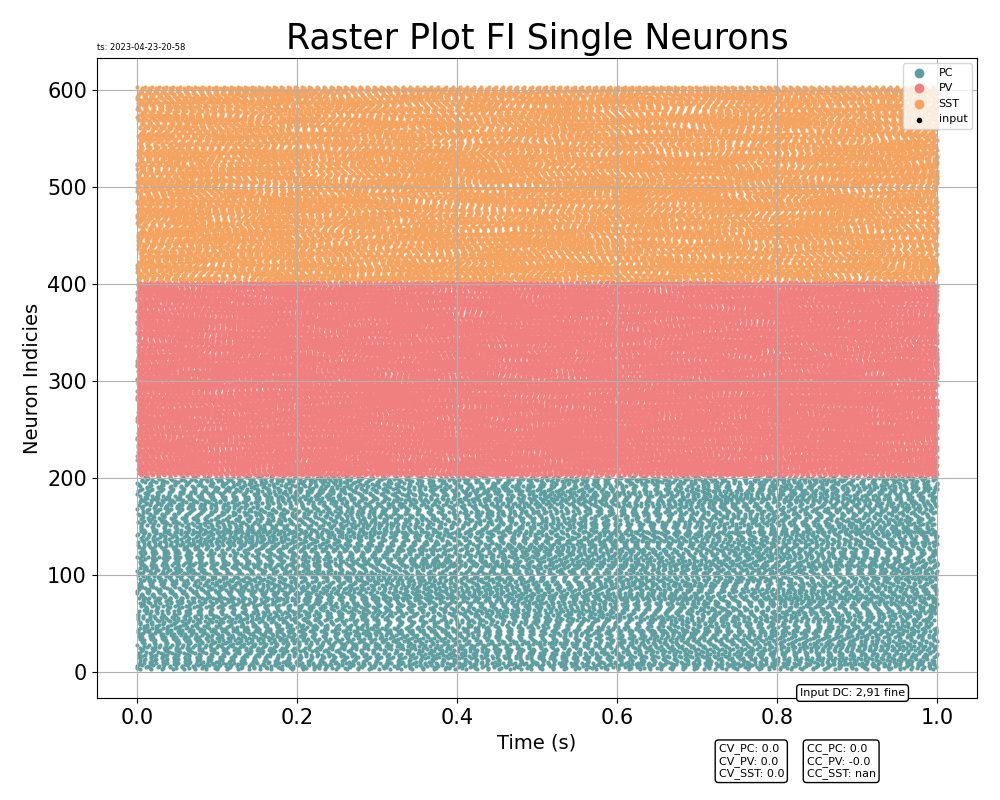 Raster Plot FI Single Neurons
ts: 2023-04-23-20-58
PC
PV
SST
input
600
500
400
300
200
100
0
Neuron Indicies
0.0
0.2
0.4
0.6
0.8
1.0
Time (s)
Input DC: 2,91 fine
CV_PC: 0.0
CV_PV: 0.0
CV_SST: 0.0
CC_PC: 0.0
CC_PV: -0.0
CC_SST: nan